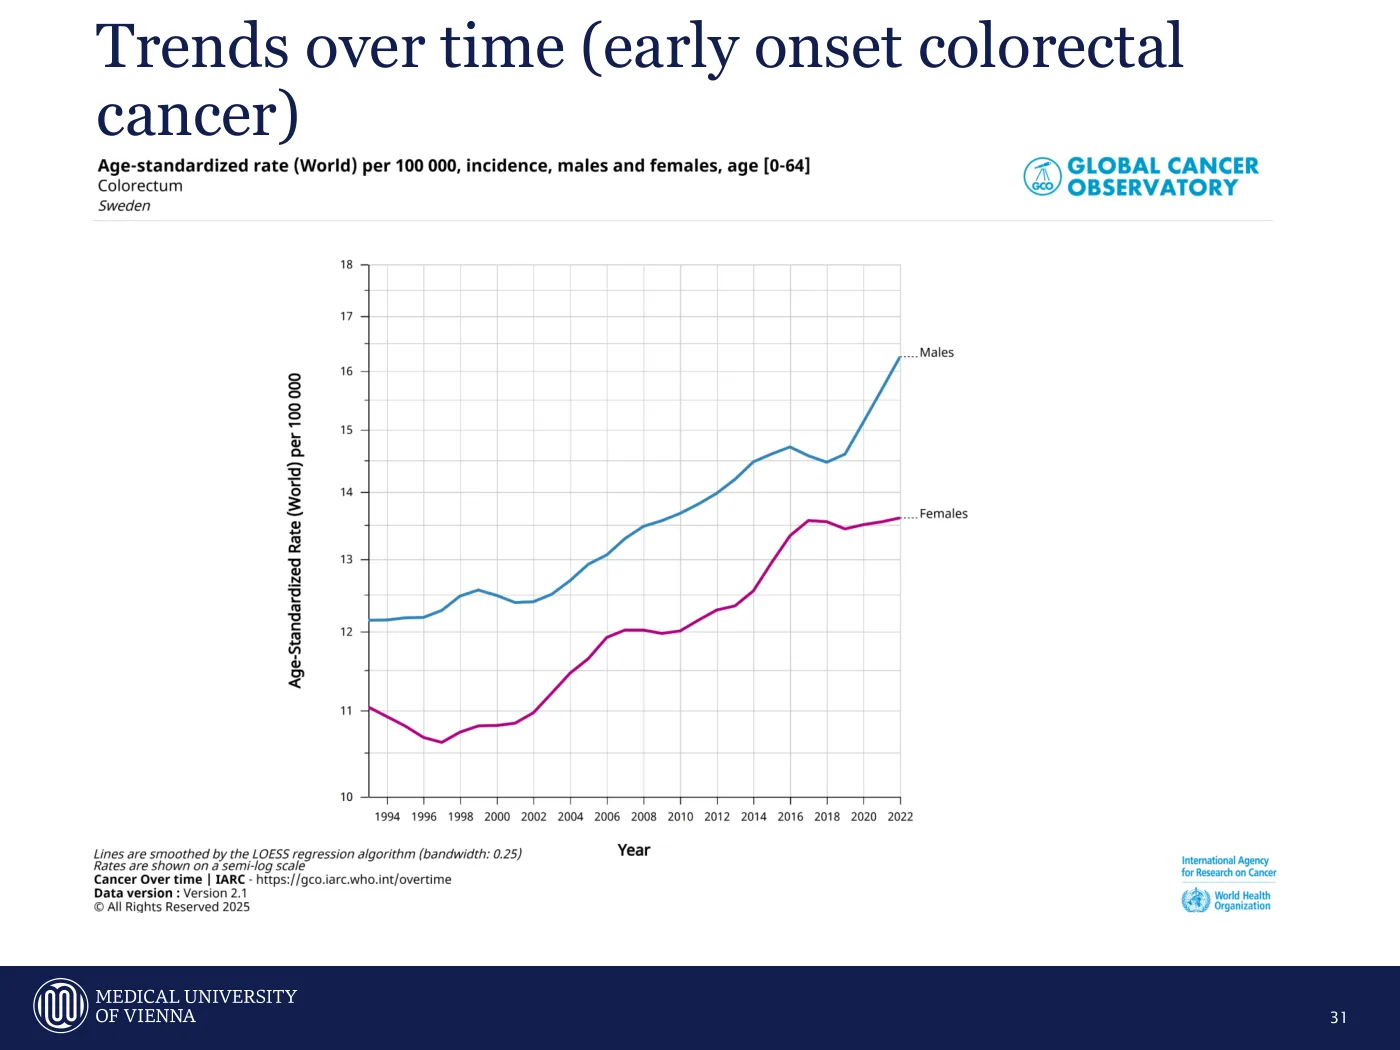 Trends over time (early onset colorectal
cancer)
Age-standardized rate (World) per 100 000, incidence, males and females, age [0-64]
Colorectum
Sweden
GCO
GLOBAL CANCER
OBSERVATORY
18
17
16
15
14
13
12
11
10
Age-Standardized Rate (World) per 100 000
Males
Females
1994 1996 1998 2000 2002 2004 2006 2008 2010 2012 2014 2016 2018 2020 2022
Year
Lines are smoothed by the LOESS regression algorithm (bandwidth: 0.25)
Rates are shown on a semi-log scale
Cancer Over time | IARC - https://gco.iarc.who.int/overtime
Data version : Version 2.1
© All Rights Reserved 2025
International Agency
for Research on Cancer
World Health
Organization
MEDICAL UNIVERSITY
OF VIENNA
31